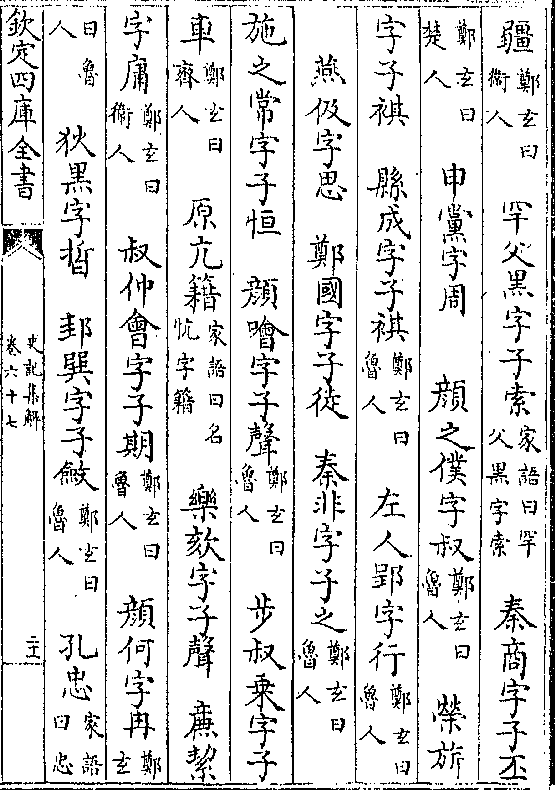 疆鄭玄曰衞人 罕父黑字子索家語曰罕父黑字索 秦商字子丕
鄭玄曰楚人 申黨字周 顔之僕字叔鄭玄曰魯人 榮旂
字子祺 縣成字子祺鄭玄曰魯人 左人郢字行鄭玄曰魯人
燕伋字思 鄭國字子徒 秦非字子之鄭玄曰魯人
施之常字子恒 顔噲字子聲鄭玄曰魯人 步叔乗字子
車鄭玄曰齊人 原亢籍家語曰名忼字籍 樂欬字子聲 亷絜
字庸鄭玄曰衞人 叔仲會字子期鄭玄曰魯人 顔何字冉鄭玄
曰魯人 狄黑字晳 邽巽字子斂鄭玄曰魯人 孔忠家語曰忠
欽定四庫全書
史記集解
卷六十七